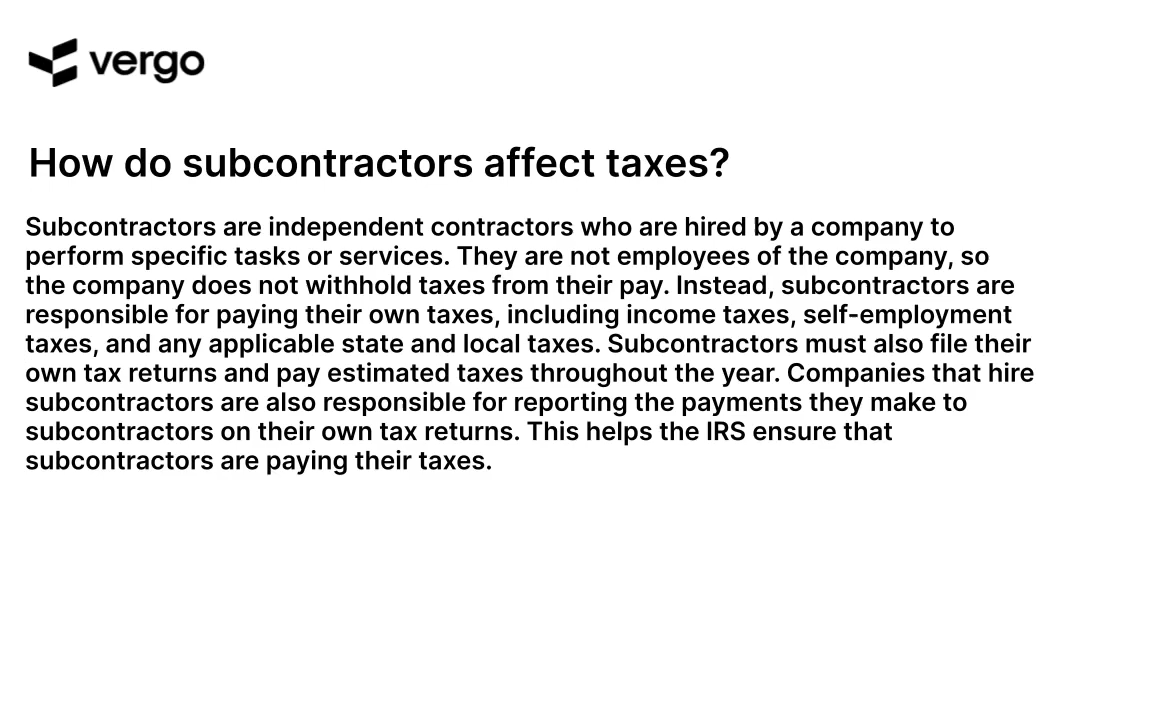 vergo
How do subcontractors affect taxes?
Subcontractors are independent contractors who are hired by a company to
perform specific tasks or services. They are not employees of the company, so
the company does not withhold taxes from their pay. Instead, subcontractors are
responsible for paying their own taxes, including income taxes, self-employment
taxes, and any applicable state and local taxes. Subcontractors must also file their
own tax returns and pay estimated taxes throughout the year. Companies that hire
subcontractors are also responsible for reporting the payments they make to
subcontractors on their own tax returns. This helps the IRS ensure that
subcontractors are paying their taxes.